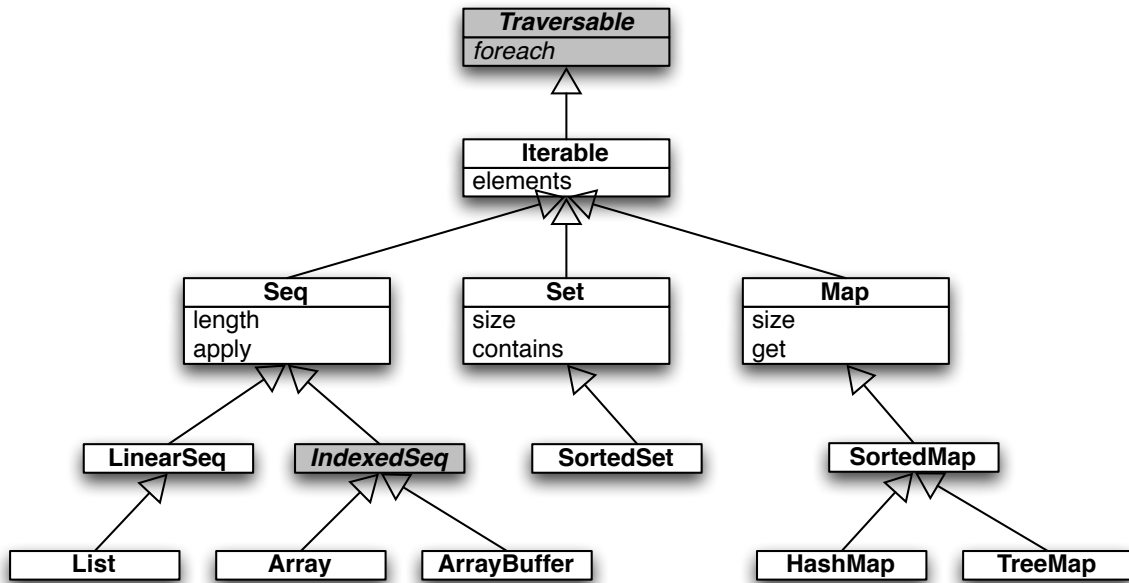 Traversable
foreach
Iterable
elements
Seq
length
apply
Set
size
contains
Map
size
get
LinearSeq
IndexedSeq
SortedSet
SortedMap
List
Array
ArrayBuffer
HashMap
TreeMap